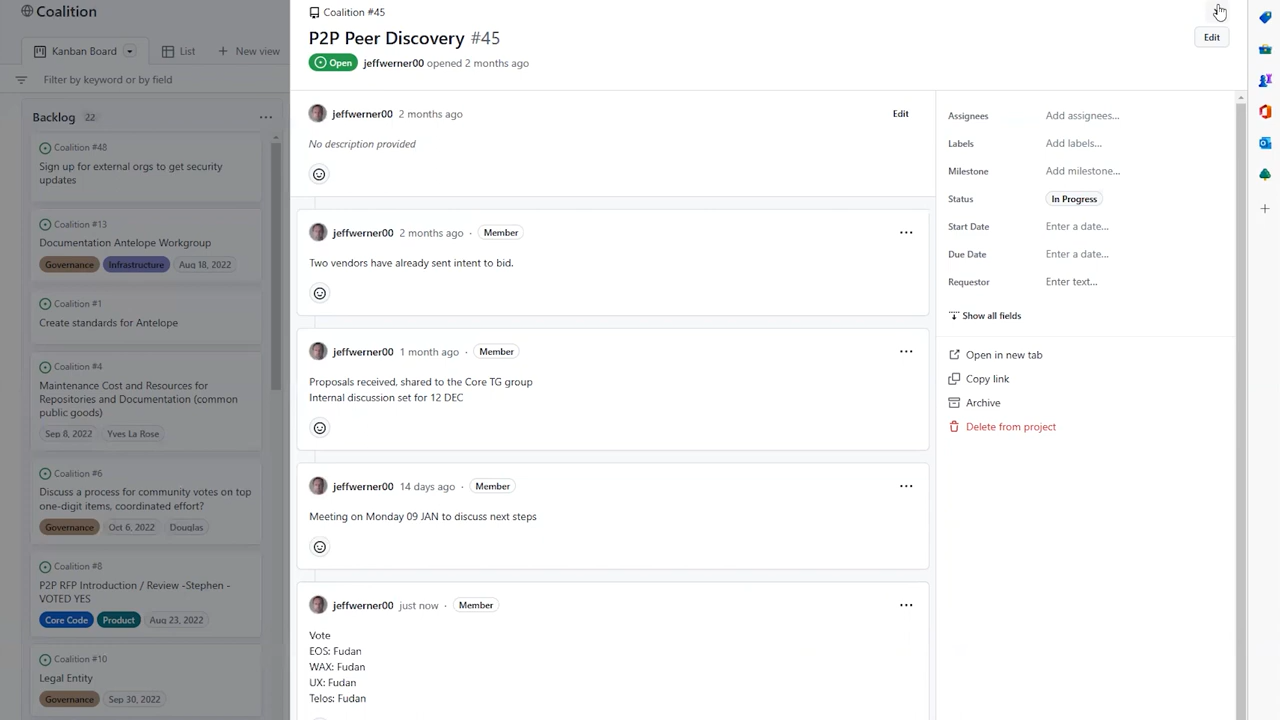 Coalition
Kanban Board
List
New view
Filter by keyword or by field
Backlog 22
Coalition #48
Sign up for external orgs to get security
updates
Coalition #13
Documentation Antelope Workgroup
Governance Infrastructure Aug 18, 2022
Coalition #1
Create standards for Antelope
Coalition #4
Maintenance Cost and Resources for
Repositories and Documentation (common
public goods)
Sep 8, 2022 Yves La Rose
Coalition #6
Discuss a process for community votes on top
one-digit items, coordinated effort?
Governance Oct 6, 2022 Douglas
Coalition #8
P2P RFP Introduction / Review -Stephen -
VOTED YES
Core Code Product Aug 23, 2022
Coalition #10
Legal Entity
Governance Sep 30, 2022
Coalition #45
P2P Peer Discovery #45
Edit
Open jeffwerner00 opened 2 months ago
jeffwerner00 2 months ago Edit
No description provided
jeffwerner00 2 months ago · Member
Two vendors have already sent intent to bid.
jeffwerner00 1 month ago · Member
Proposals received, shared to the Core TG group
Internal discussion set for 12 DEC
jeffwerner00 14 days ago · Member
Meeting on Monday 09 JAN to discuss next steps
jeffwerner00 just now · Member
Vote
EOS: Fudan
WAX: Fudan
UX: Fudan
Telos: Fudan
Assignees Add assignees...
Labels Add labels...
Milestone Add milestone...
Status In Progress
Start Date Enter a date...
Due Date Enter a date...
Requestor Enter text...
Show all fields
Open in new tab
Copy link
Archive
Delete from project